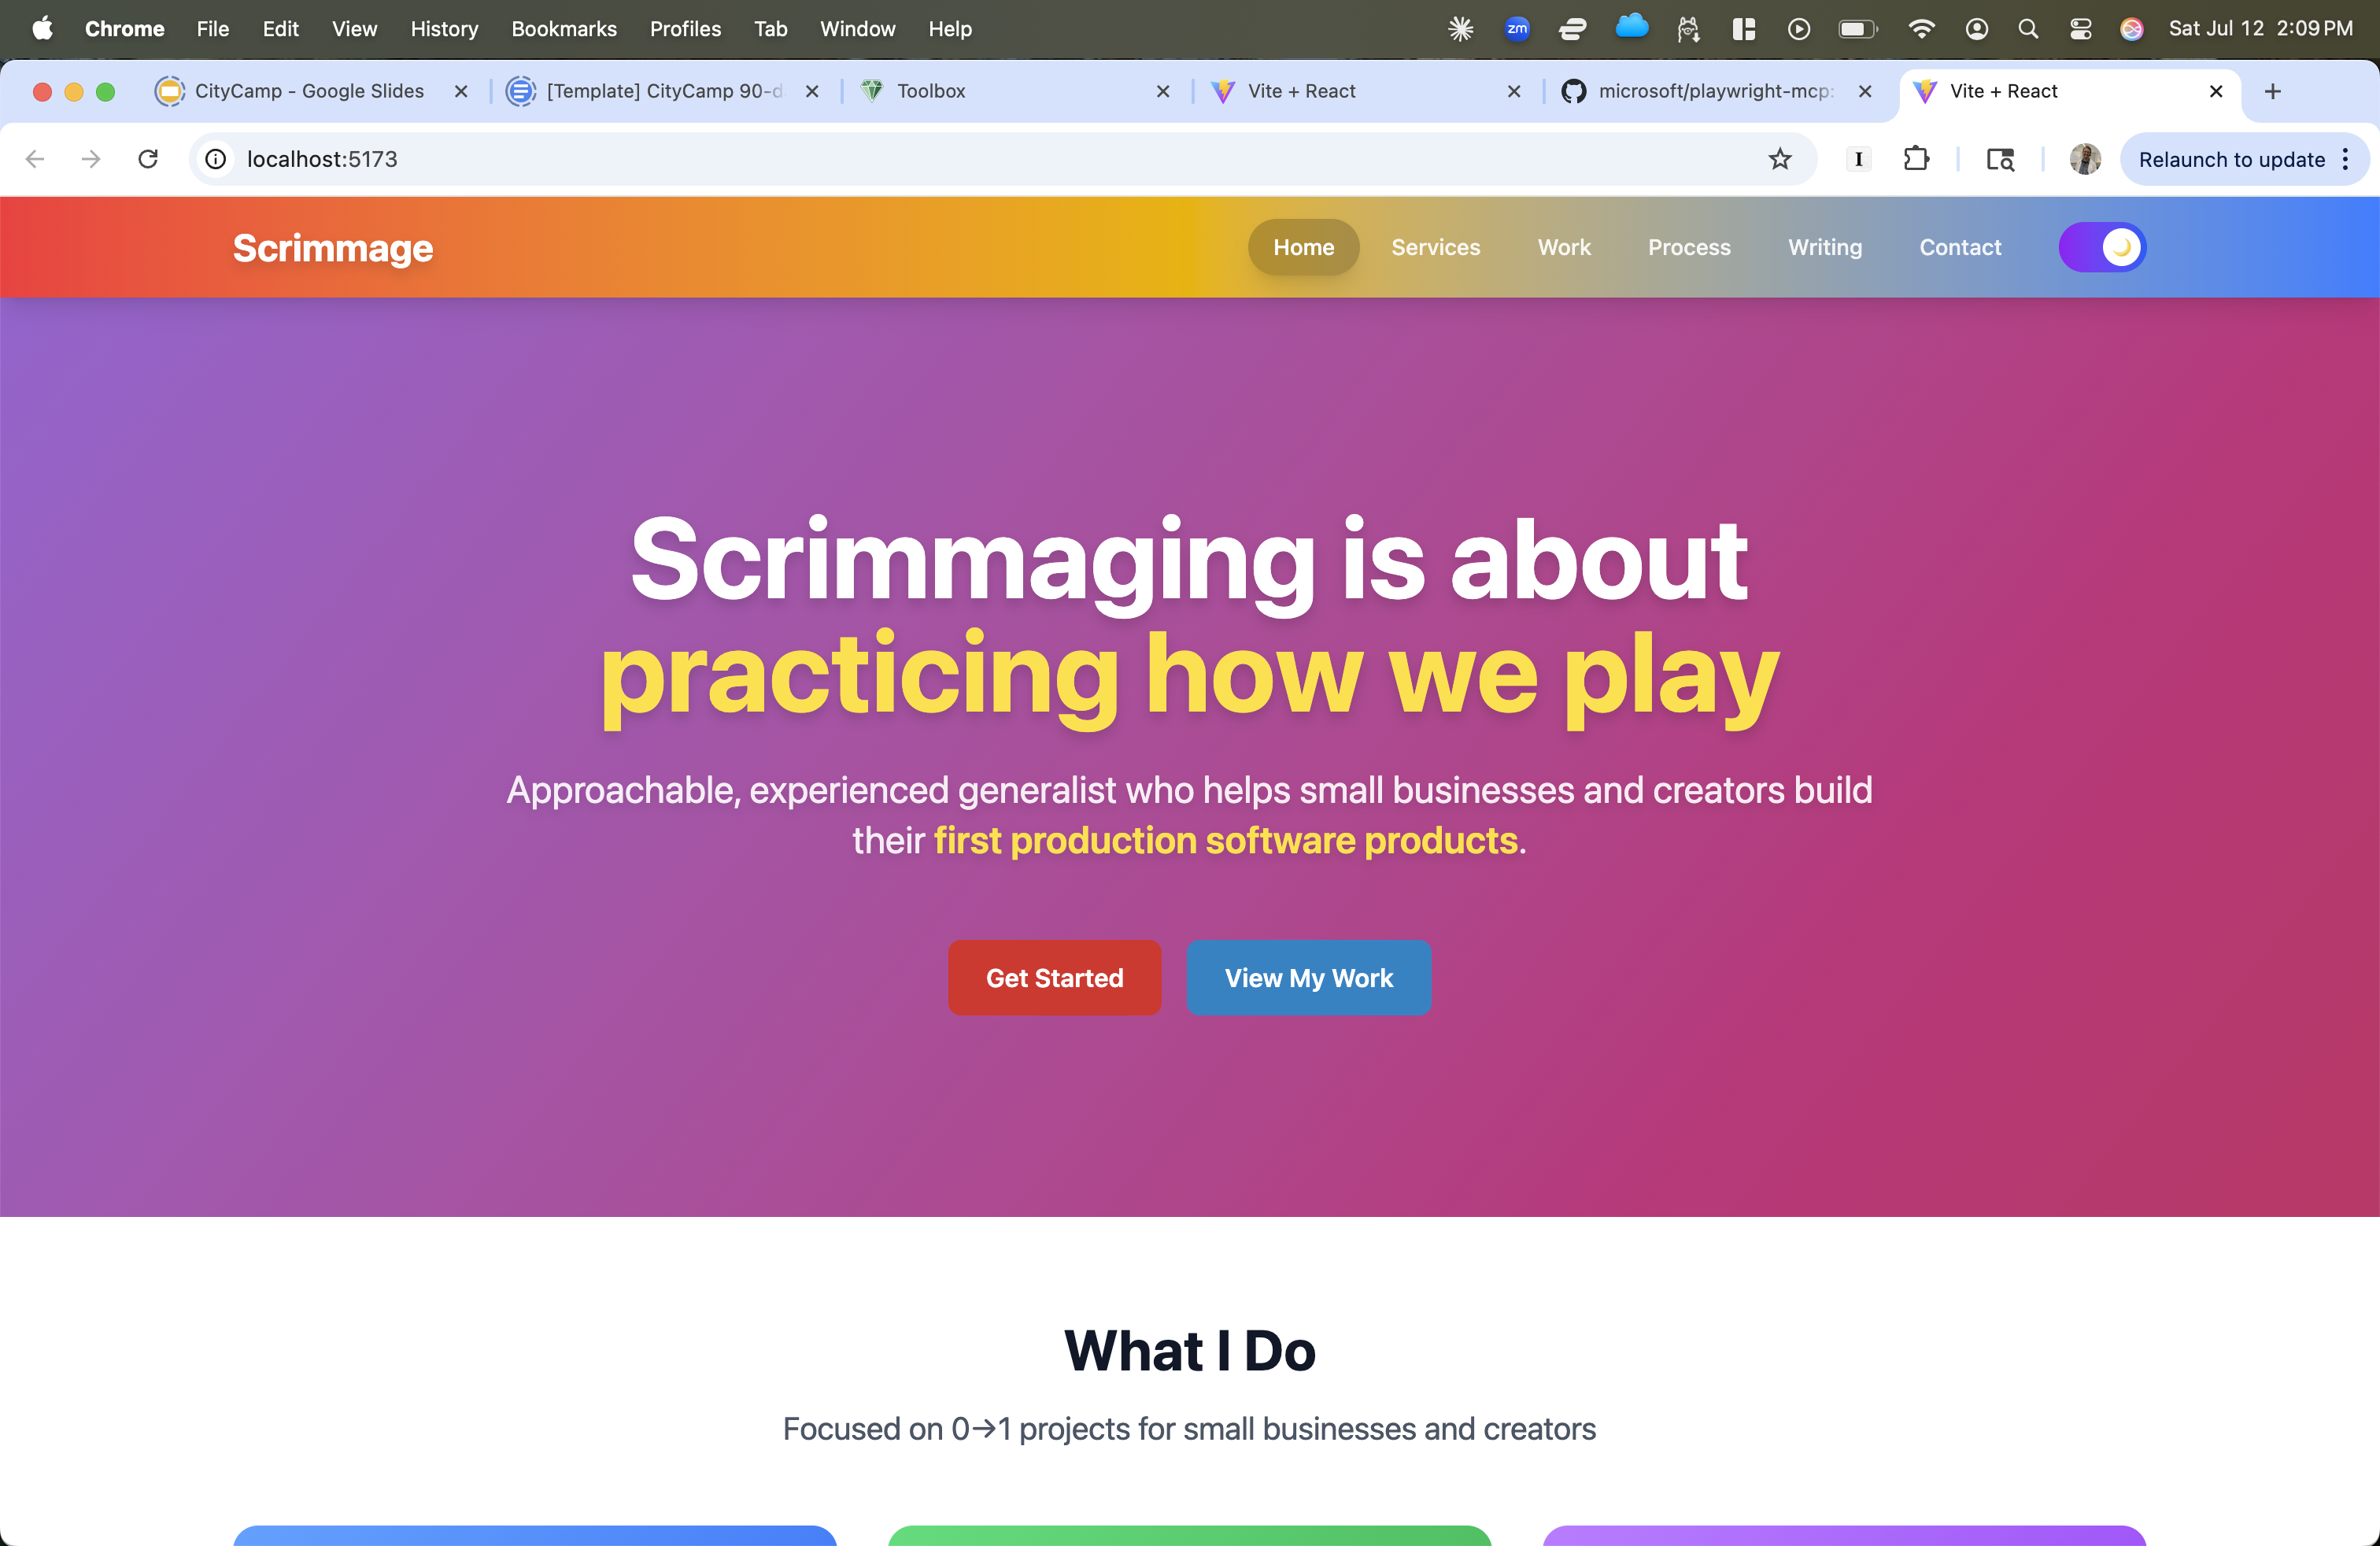 Chrome File Edit View History Bookmarks Profiles Tab Window Help zm Sat Jul 12 2:09 PM
CityCamp - Google Slides [Template] CityCamp 90-d Toolbox Vite + React microsoft/playwright-mcp: Vite + React
localhost:5173 I Relaunch to update
Scrimmage Home Services Work Process Writing Contact
Scrimmaging is about
practicing how we play
Approachable, experienced generalist who helps small businesses and creators build
their first production software products.
Get Started View My Work
What I Do
Focused on 0→1 projects for small businesses and creators